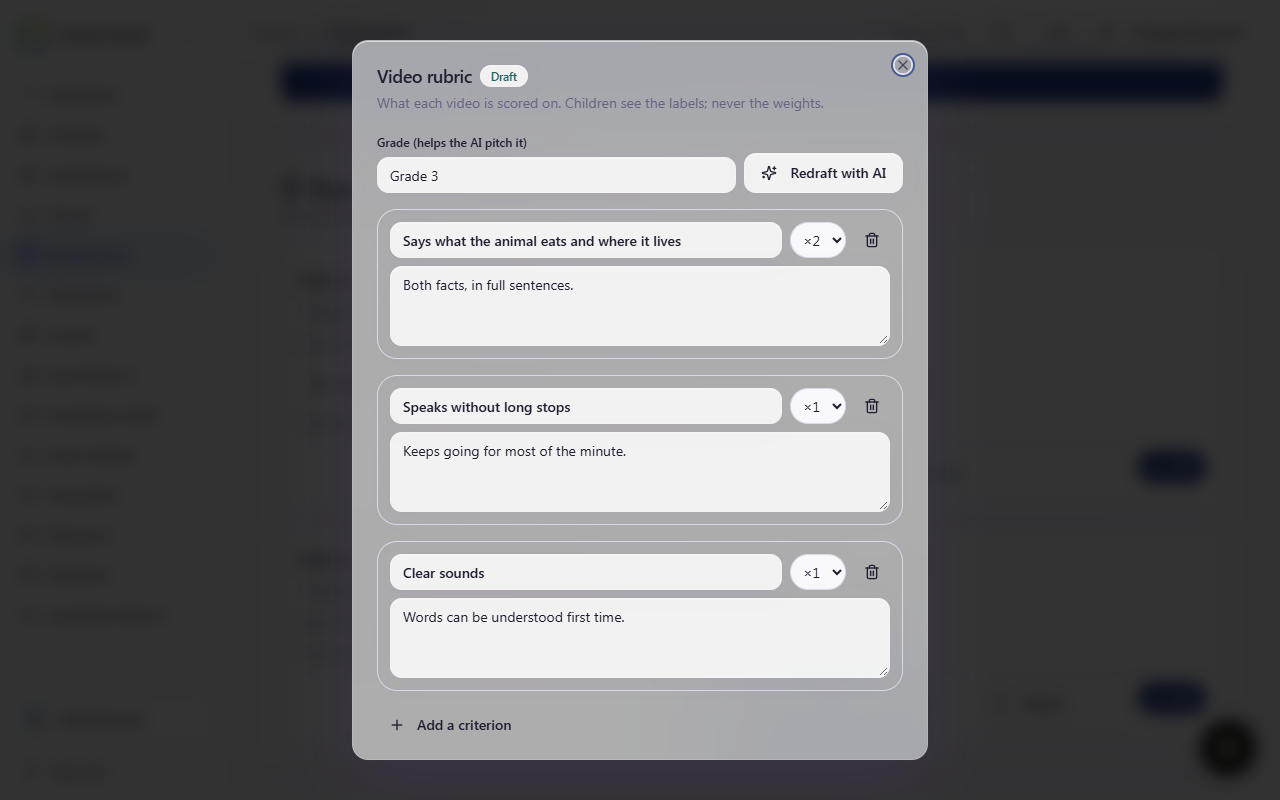 Video rubric Draft
What each video is scored on. Children see the labels; never the weights.
Grade (helps the AI pitch it)
Grade 3
Redraft with AI
Says what the animal eats and where it lives ×2
Both facts, in full sentences.
Speaks without long stops ×1
Keeps going for most of the minute.
Clear sounds ×1
Words can be understood first time.
Add a criterion